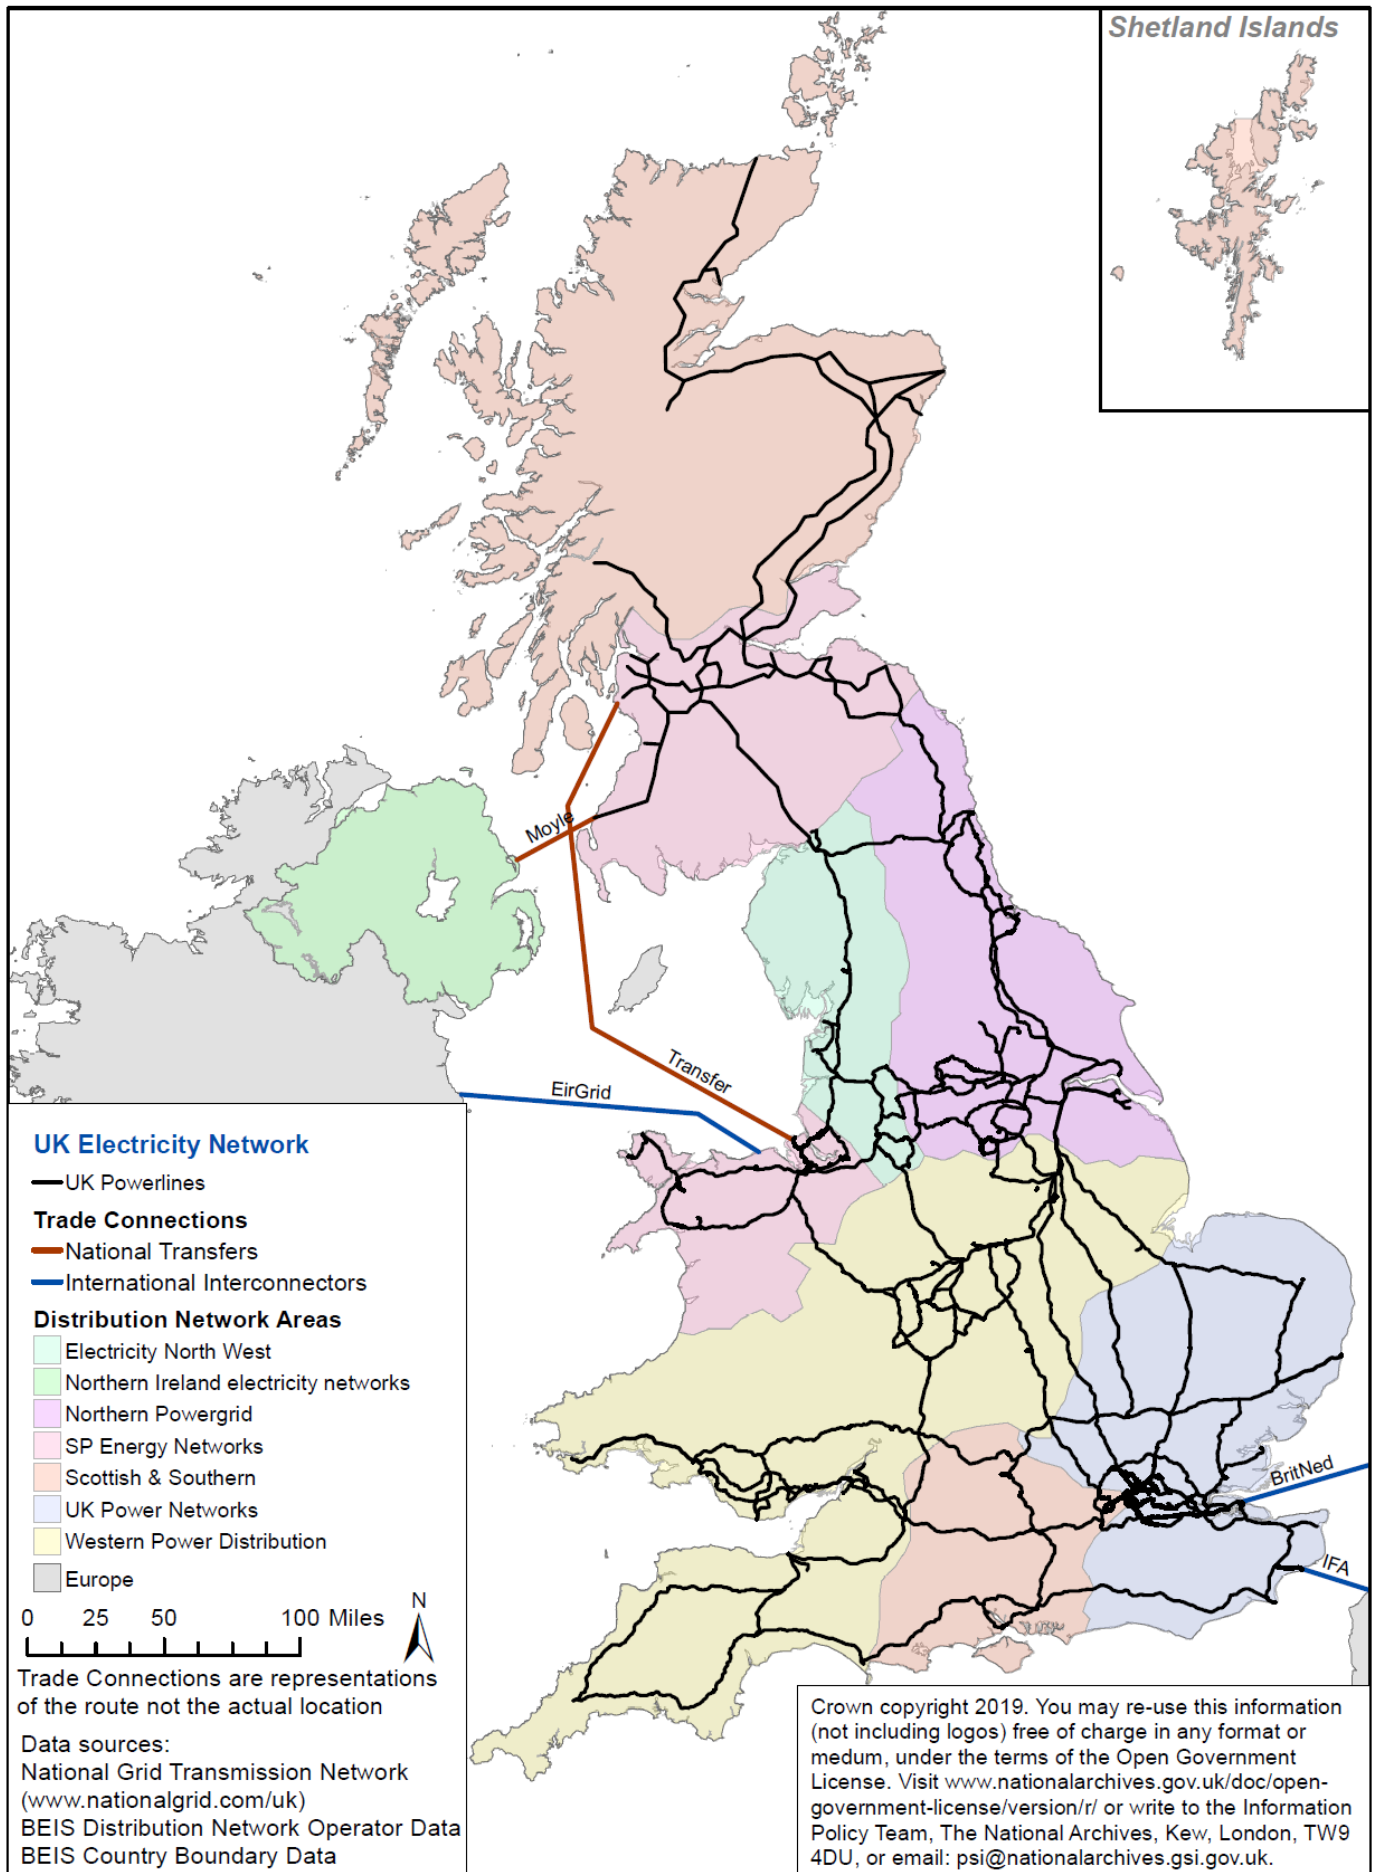 Shetland Islands
Moyle
Transfer
EirGrid
BritNed
IFA
UK Electricity Network
UK Powerlines
Trade Connections
National Transfers
International Interconnectors
Distribution Network Areas
Electricity North West
Northern Ireland electricity networks
Northern Powergrid
SP Energy Networks
Scottish & Southern
UK Power Networks
Western Power Distribution
Europe
N
0 25 50 100 Miles
Trade Connections are representations
of the route not the actual location
Data sources:
National Grid Transmission Network
(www.nationalgrid.com/uk)
BEIS Distribution Network Operator Data
BEIS Country Boundary Data
Crown copyright 2019. You may re-use this information
(not including logos) free of charge in any format or
medum, under the terms of the Open Government
License. Visit www.nationalarchives.gov.uk/doc/open-
government-license/version/r/ or write to the Information
Policy Team, The National Archives, Kew, London, TW9
4DU, or email: psi@nationalarchives.gsi.gov.uk.